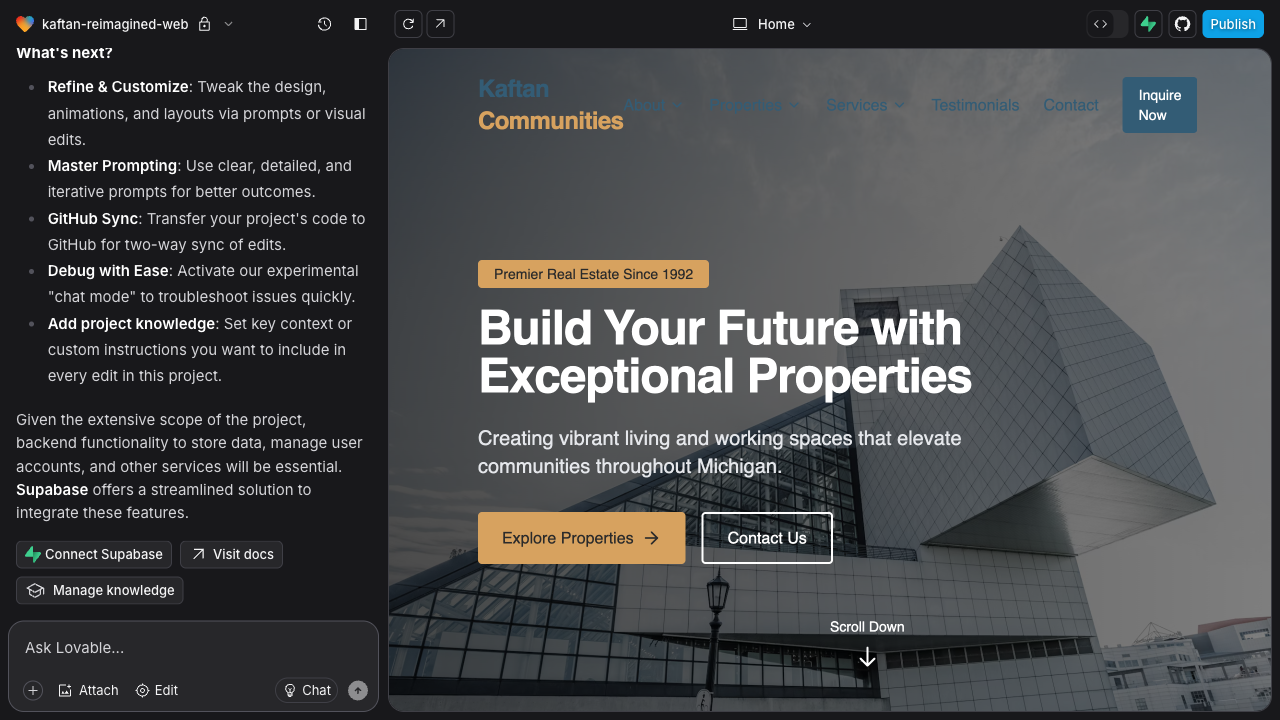 kaftan-reimagined-web
Home
Publish
What's next?
Refine & Customize: Tweak the design,
animations, and layouts via prompts or visual
edits.
Master Prompting: Use clear, detailed, and
iterative prompts for better outcomes.
GitHub Sync: Transfer your project's code to
GitHub for two-way sync of edits.
Debug with Ease: Activate our experimental
"chat mode" to troubleshoot issues quickly.
Add project knowledge: Set key context or
custom instructions you want to include in
every edit in this project.
Given the extensive scope of the project,
backend functionality to store data, manage user
accounts, and other services will be essential.
Supabase offers a streamlined solution to
integrate these features.
Connect Supabase
Visit docs
Manage knowledge
Ask Lovable...
Attach
Edit
Chat
Kaftan
Communities
About
Properties
Services
Testimonials
Contact
Inquire
Now
Premier Real Estate Since 1992
Build Your Future with
Exceptional Properties
Creating vibrant living and working spaces that elevate
communities throughout Michigan.
Explore Properties
Contact Us
Scroll Down